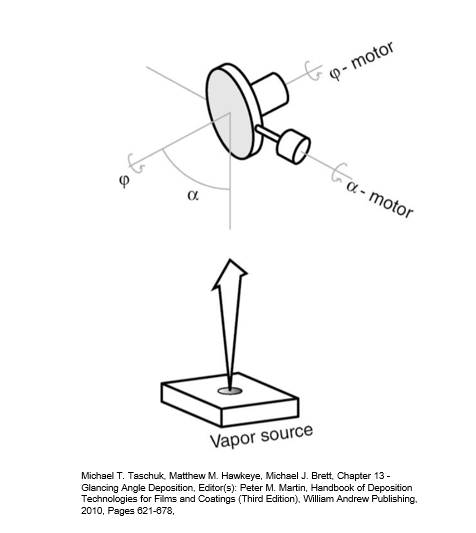 φ- motor
φ
α
α- motor
Vapor source
Michael T. Taschuk, Matthew M. Hawkeye, Michael J. Brett, Chapter 13 -
Glancing Angle Deposition, Editor(s): Peter M. Martin, Handbook of Deposition
Technologies for Films and Coatings (Third Edition), William Andrew Publishing,
2010, Pages 621-678,